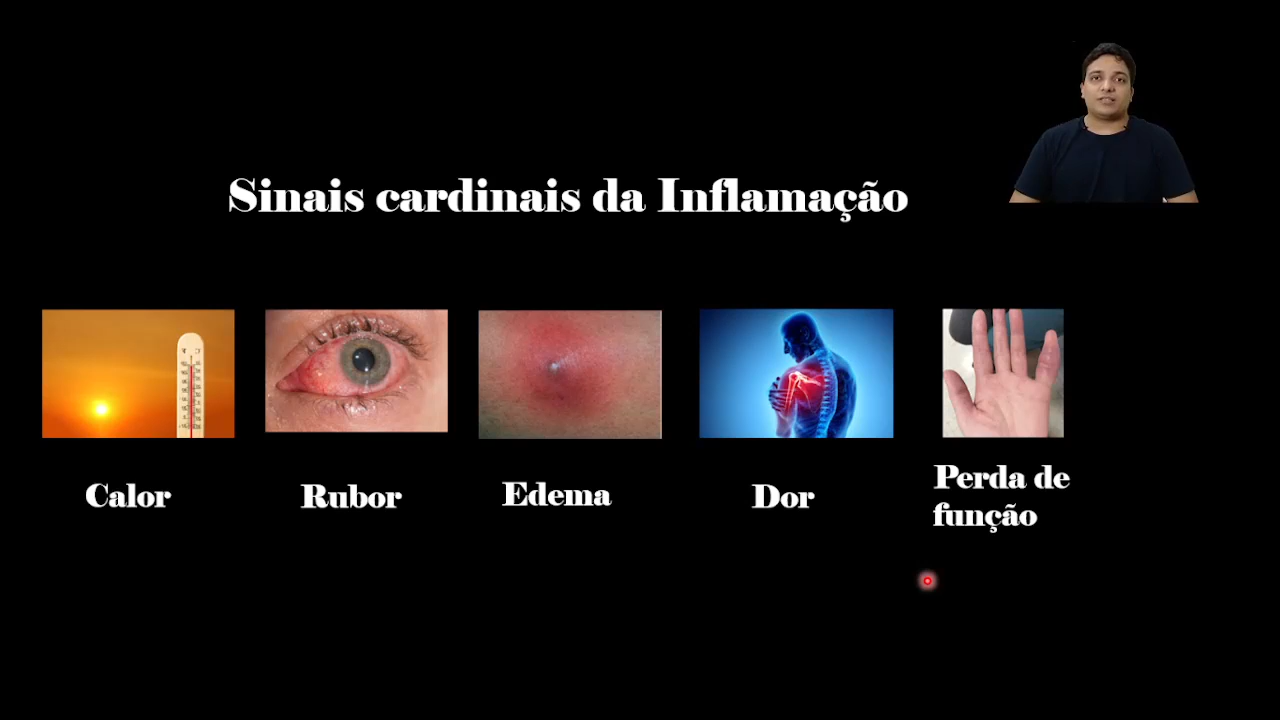 Sinais cardinais da Inflamação
Calor
Rubor
Edema
Dor
Perda de
função